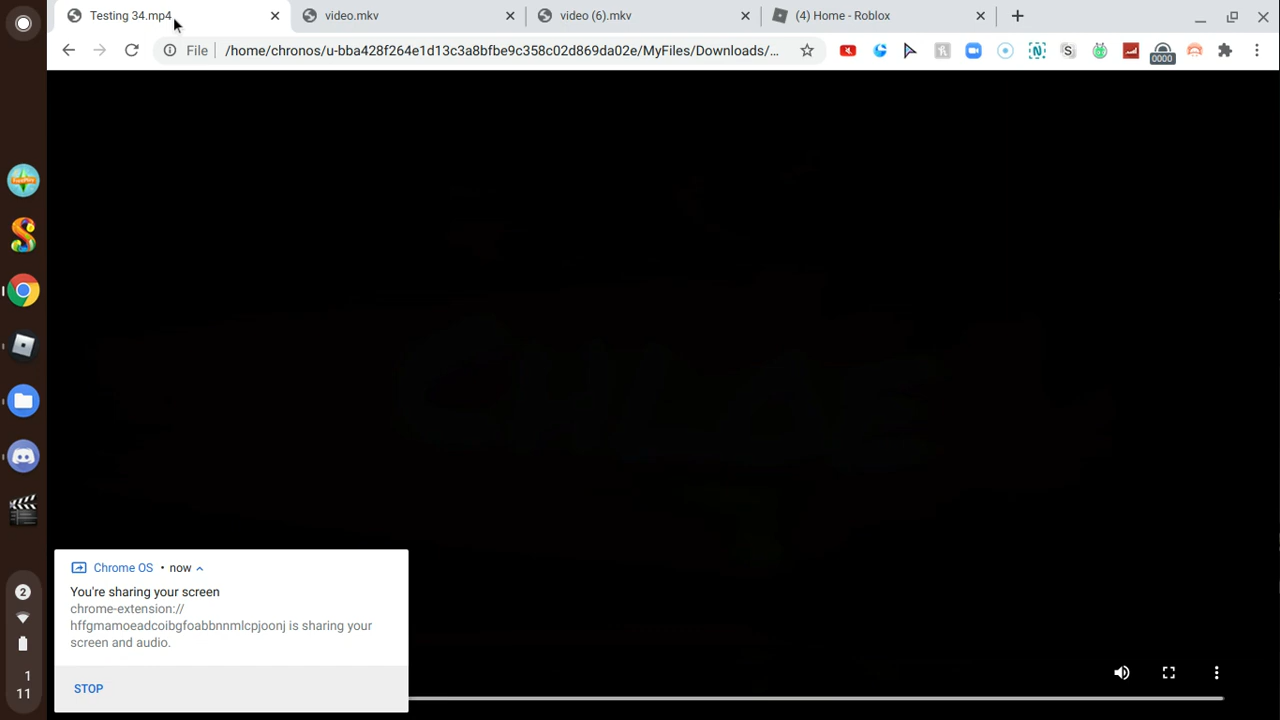 Testing 34.mp4
video.mkv
video (6).mkv
(4) Home - Roblox
File
/home/chronos/u-bba428f264e1d13c3a8bfbe9c358c02d869da02e/MyFiles/Downloads/...
0000
Chrome OS • now
You're sharing your screen
chrome-extension://
hffgmamoeadcoibgfoabbnnmlcpjoonj is sharing your
screen and audio.
STOP
2
1
11
CHLOE